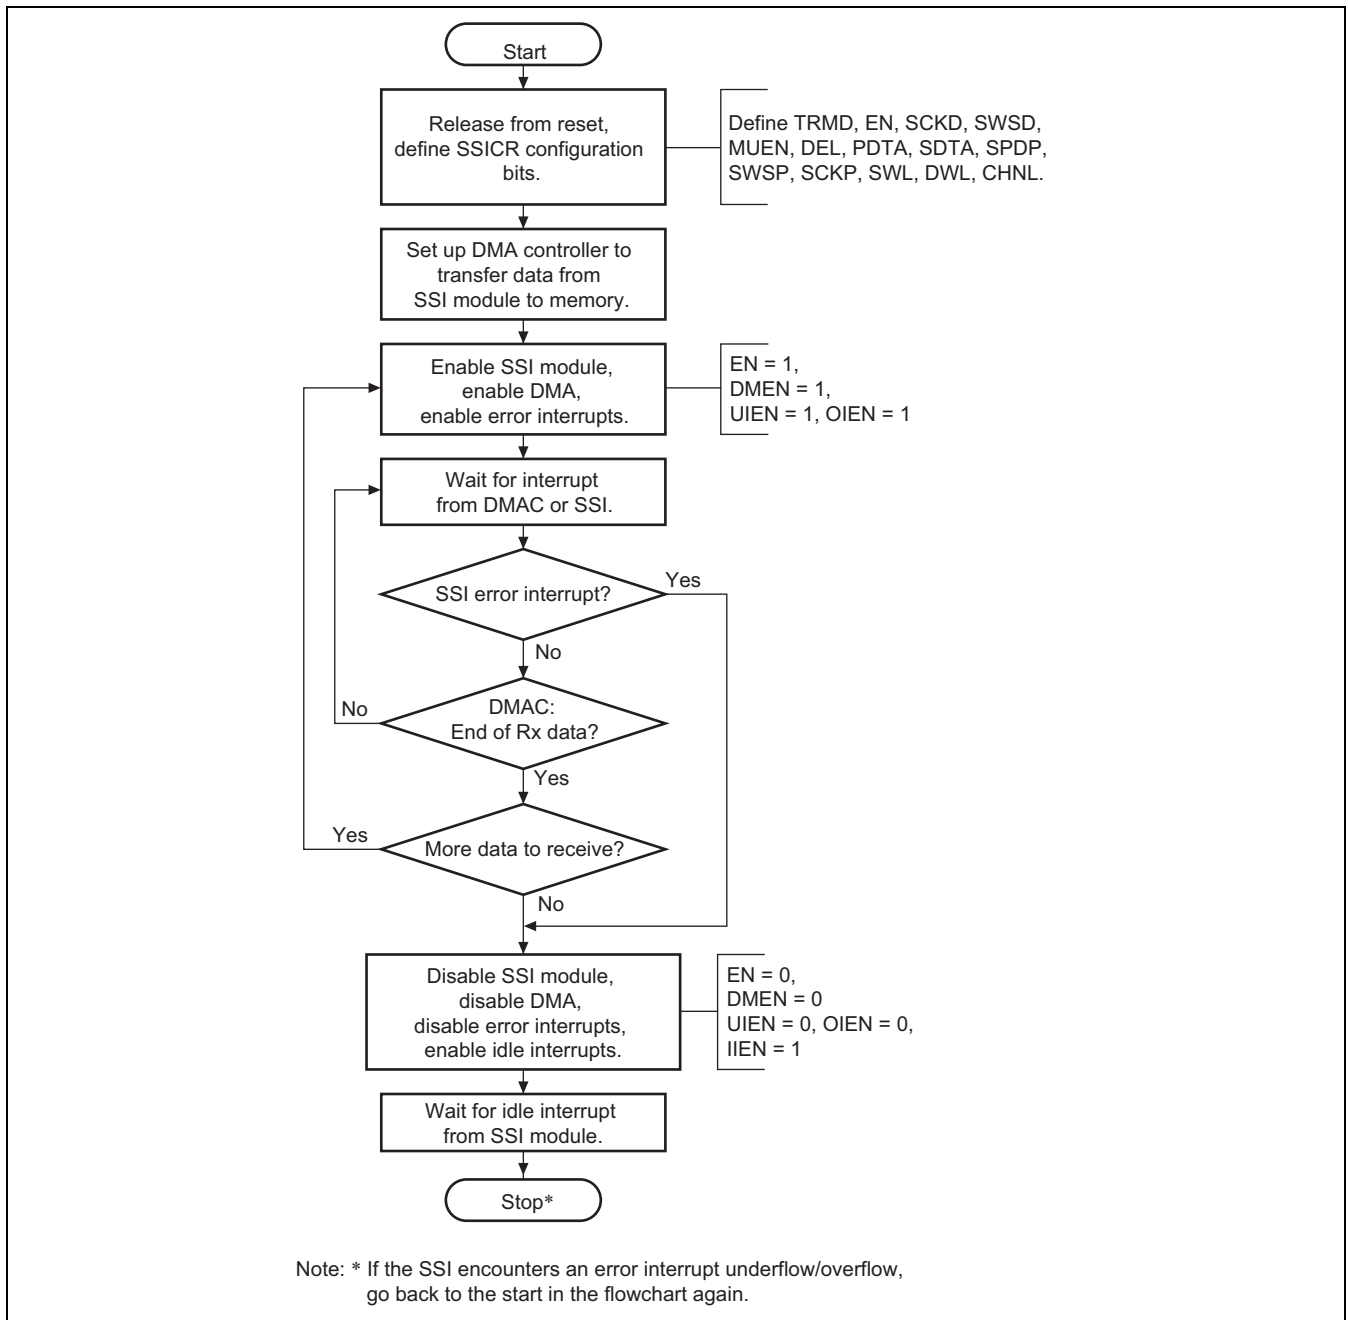 Start
Release from reset,
define SSICR configuration
bits.
Define TRMD, EN, SCKD, SWSD,
MUEN, DEL, PDTA, SDTA, SPDP,
SWSP, SCKP, SWL, DWL, CHNL.
Set up DMA controller to
transfer data from
SSI module to memory.
Enable SSI module,
enable DMA,
enable error interrupts.
EN = 1,
DMEN = 1,
UIEN = 1, OIEN = 1
Wait for interrupt
from DMAC or SSI.
SSI error interrupt?
Yes
No
DMAC:
End of Rx data?
No
Yes
More data to receive?
Yes
No
Disable SSI module,
disable DMA,
disable error interrupts,
enable idle interrupts.
EN = 0,
DMEN = 0
UIEN = 0, OIEN = 0,
IIEN = 1
Wait for idle interrupt
from SSI module.
Stop*
Note: * If the SSI encounters an error interrupt underflow/overflow,
go back to the start in the flowchart again.